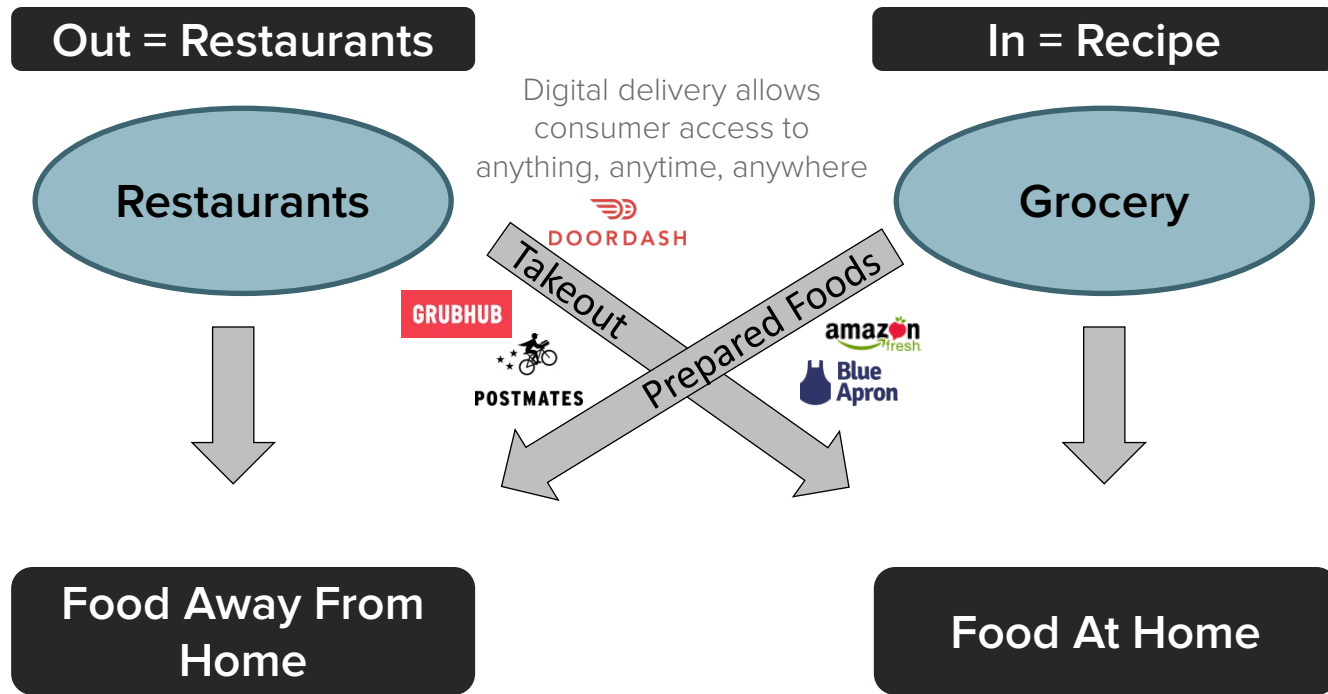 Out = Restaurants
In = Recipe
Digital delivery allows
consumer access to
anything, anytime, anywhere
Restaurants
Grocery
DOORDASH
Takeout
Prepared Foods
GRUBHUB
POSTMATES
amazon
fresh
Blue
Apron
Food Away From
Home
Food At Home